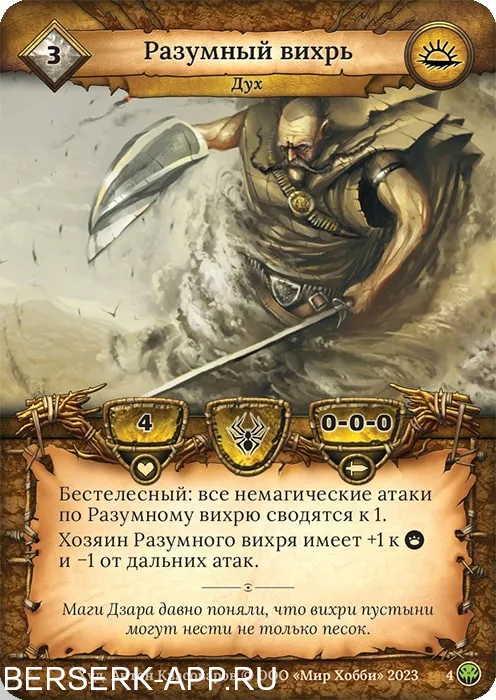 3
Разумный вихрь
Дух
4
0-0-0
Бестелесный: все немагические атаки
по Разумному вихрю сводятся к 1.
Хозяин Разумного вихря имеет +1 к
и −1 от дальних атак.
Маги Дзара давно поняли, что вихри пустыни
могут нести не только песок.
ООО «Мир Хобби» 2023
4
BERSERK-APP.RU